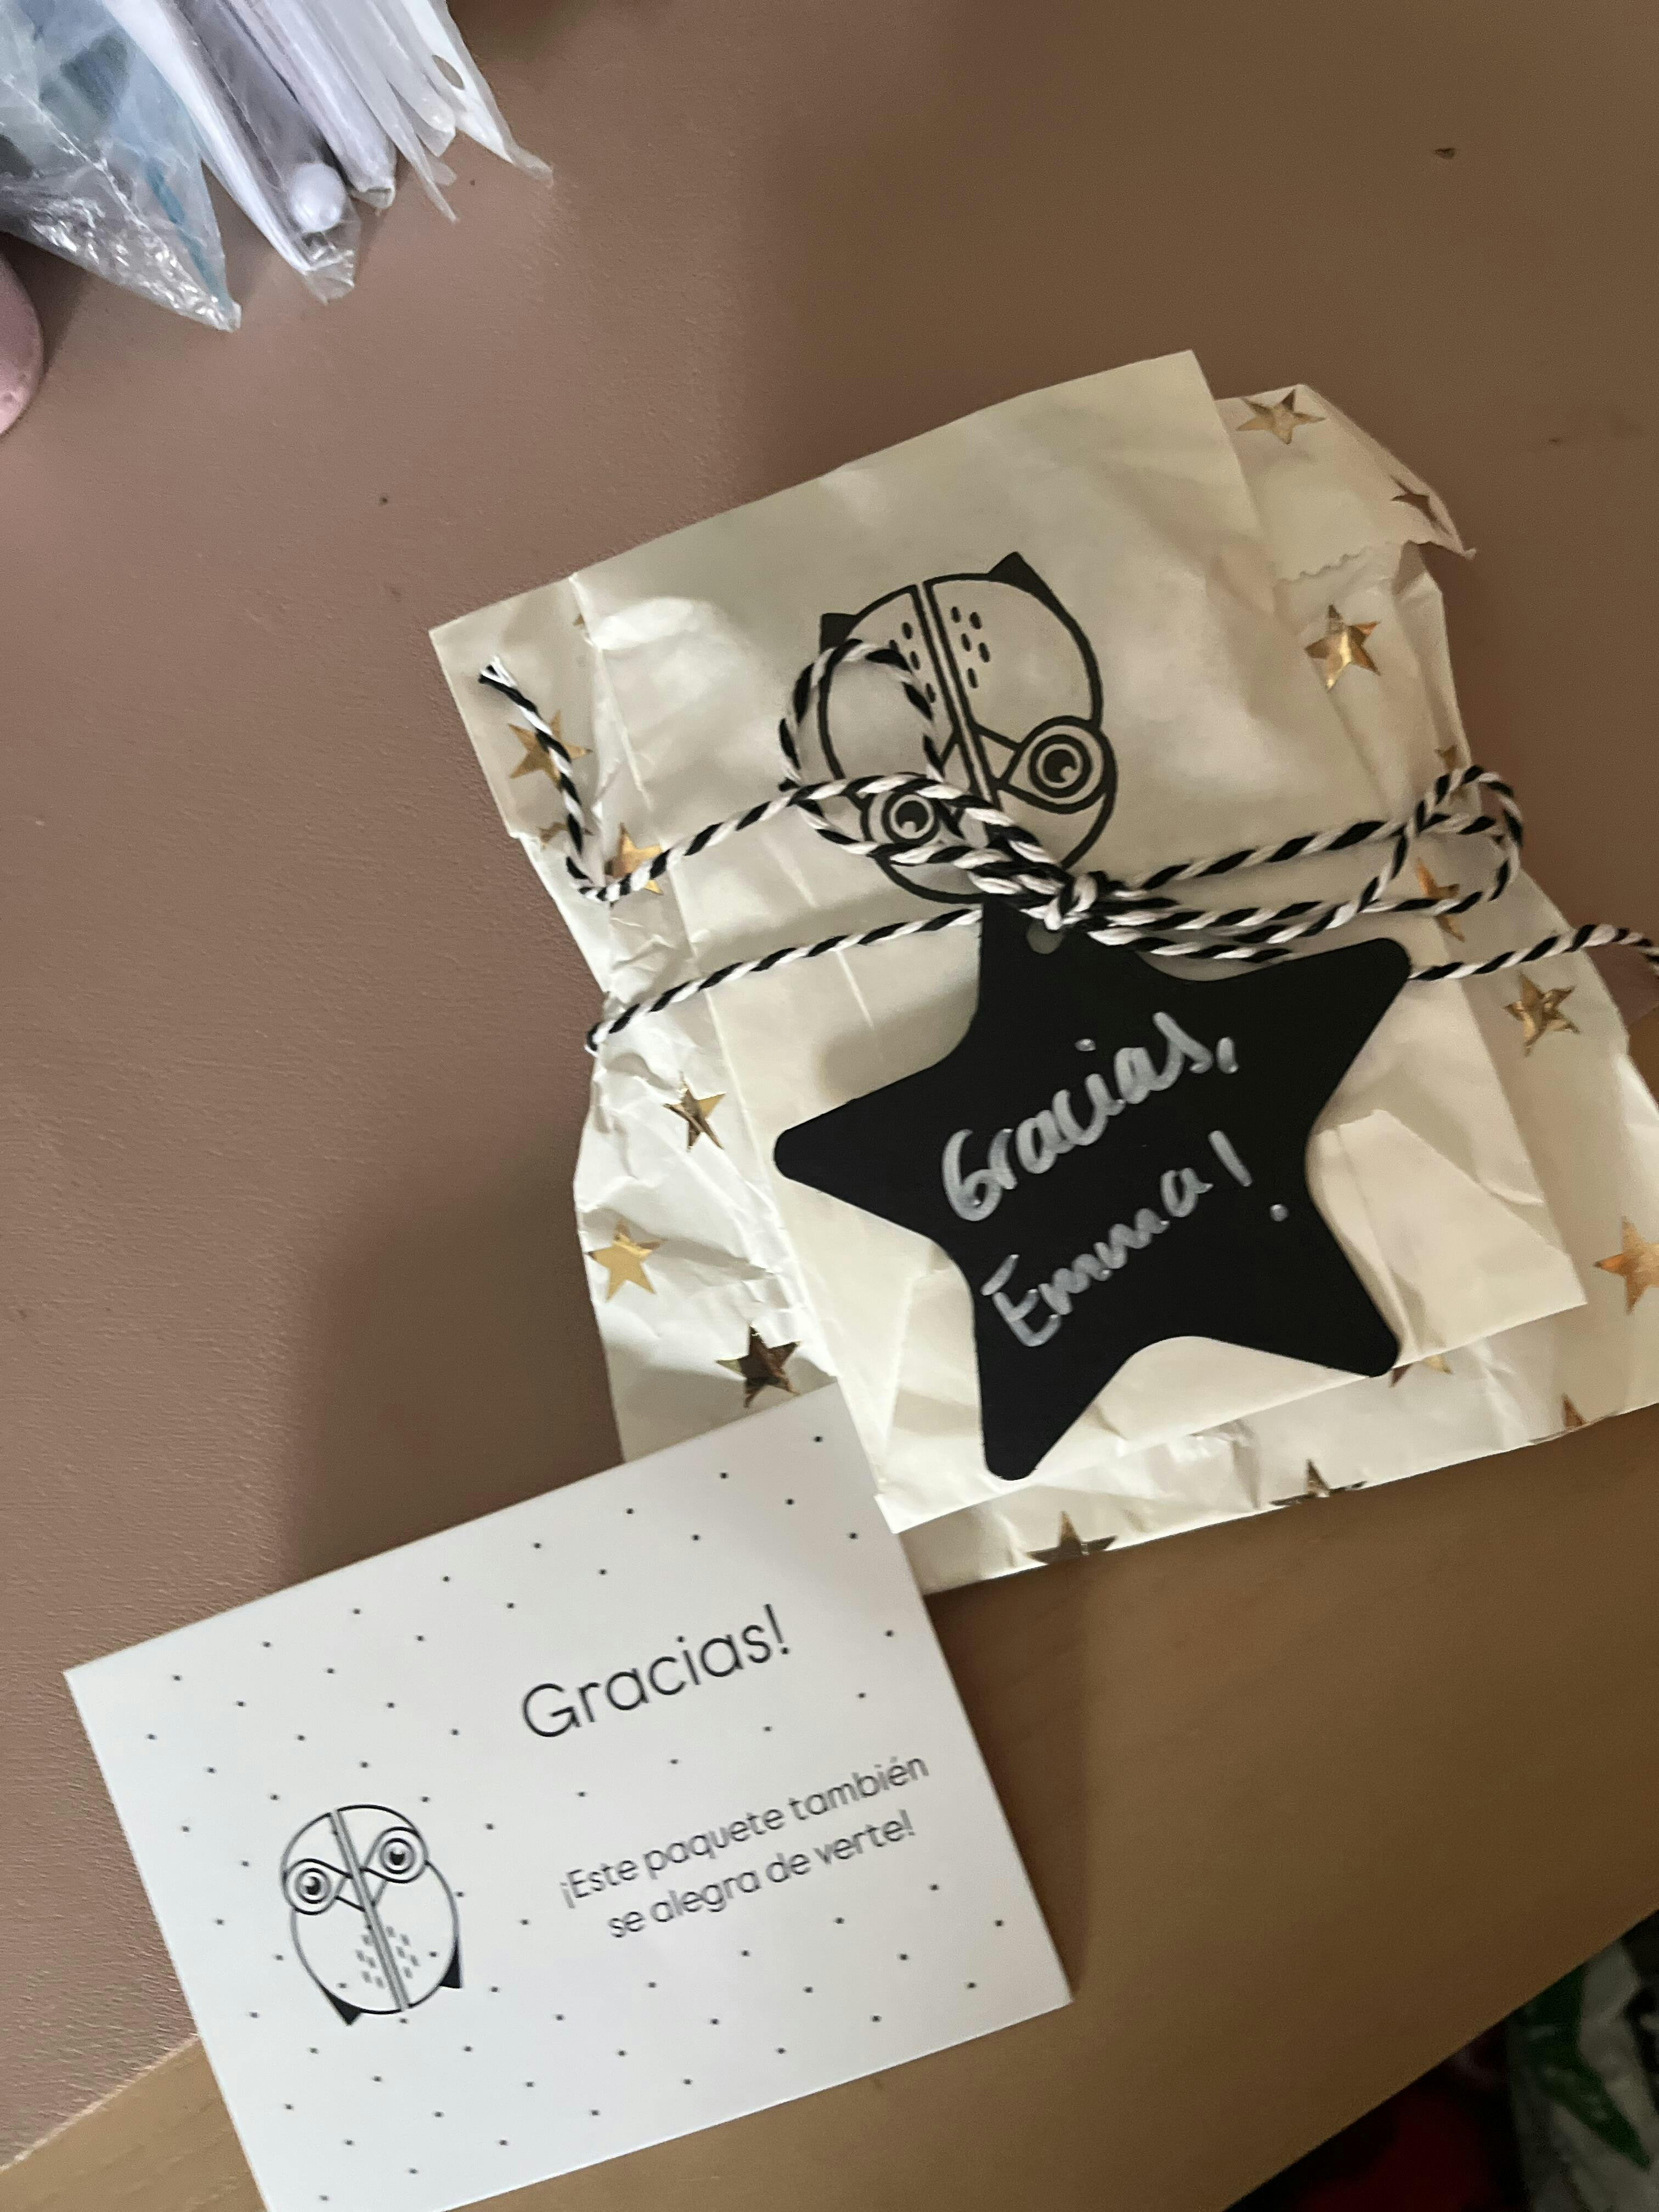 Gracias,
Emma!
Gracias!
¡Este paquete también
se alegra de verte!